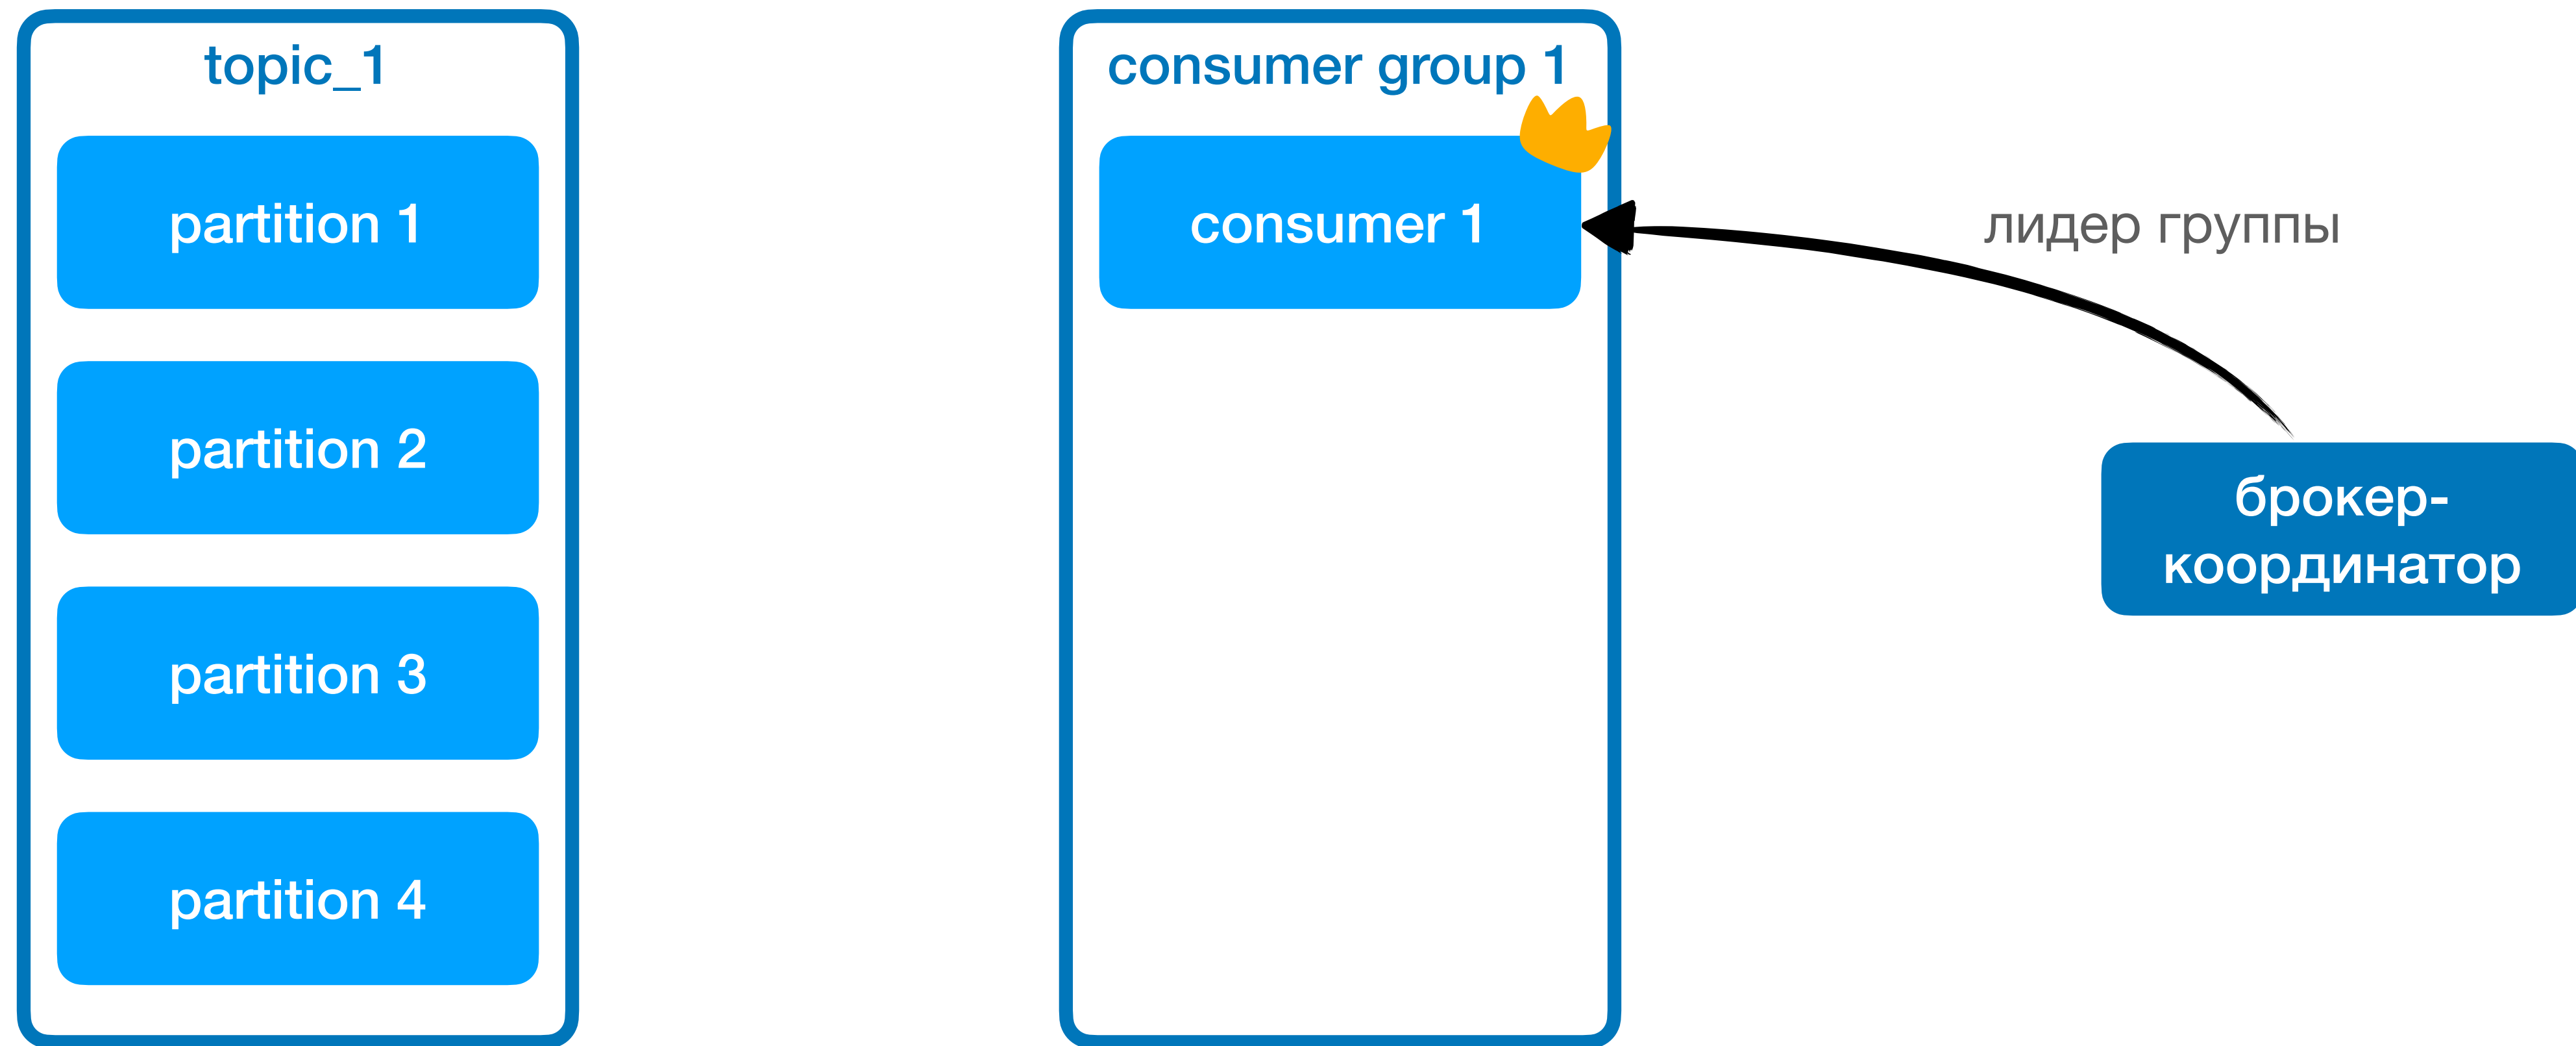 topic_1
partition 1
partition 2
partition 3
partition 4
consumer group 1
consumer 1
лидер группы
брокер-
координатор